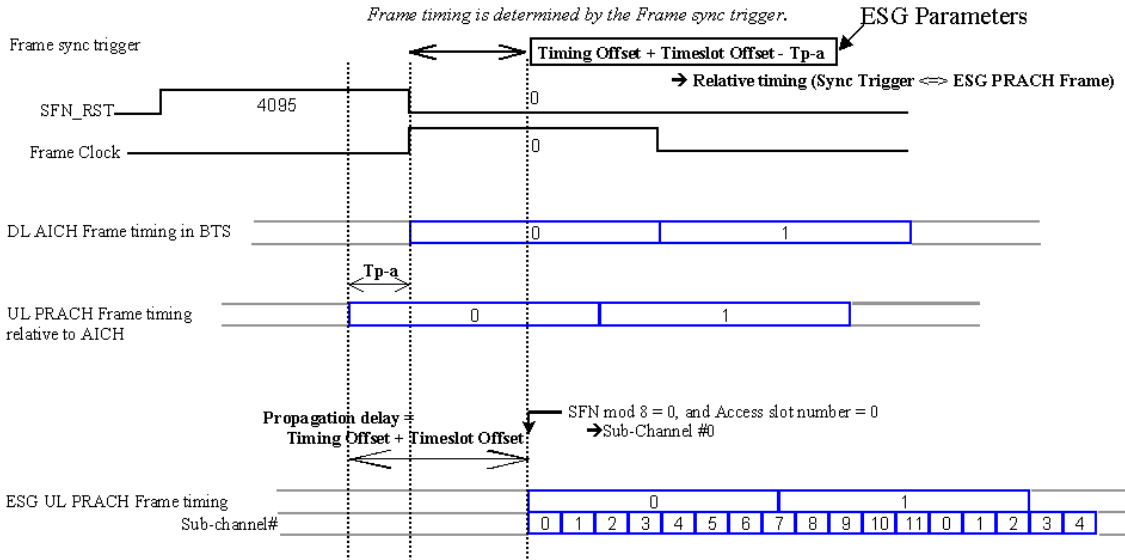 Frame timing is determined by the Frame sync trigger.
ESG Parameters
Frame sync trigger
Timing Offset + Timeslot Offset - Tp-a
➔ Relative timing (Sync Trigger <=> ESG PRACH Frame)
SFN_RST
4095
0
Frame Clock
0
DL AICH Frame timing in BTS
0 1
Tp-a
UL PRACH Frame timing
relative to AICH
0 1
SFN mod 8 = 0, and Access slot number = 0
➔Sub-Channel #0
Propagation delay =
Timing Offset + Timeslot Offset
ESG UL PRACH Frame timing
0 1
Sub-channel#
0 1 2 3 4 5 6 7 8 9 10 11 0 1 2 3 4